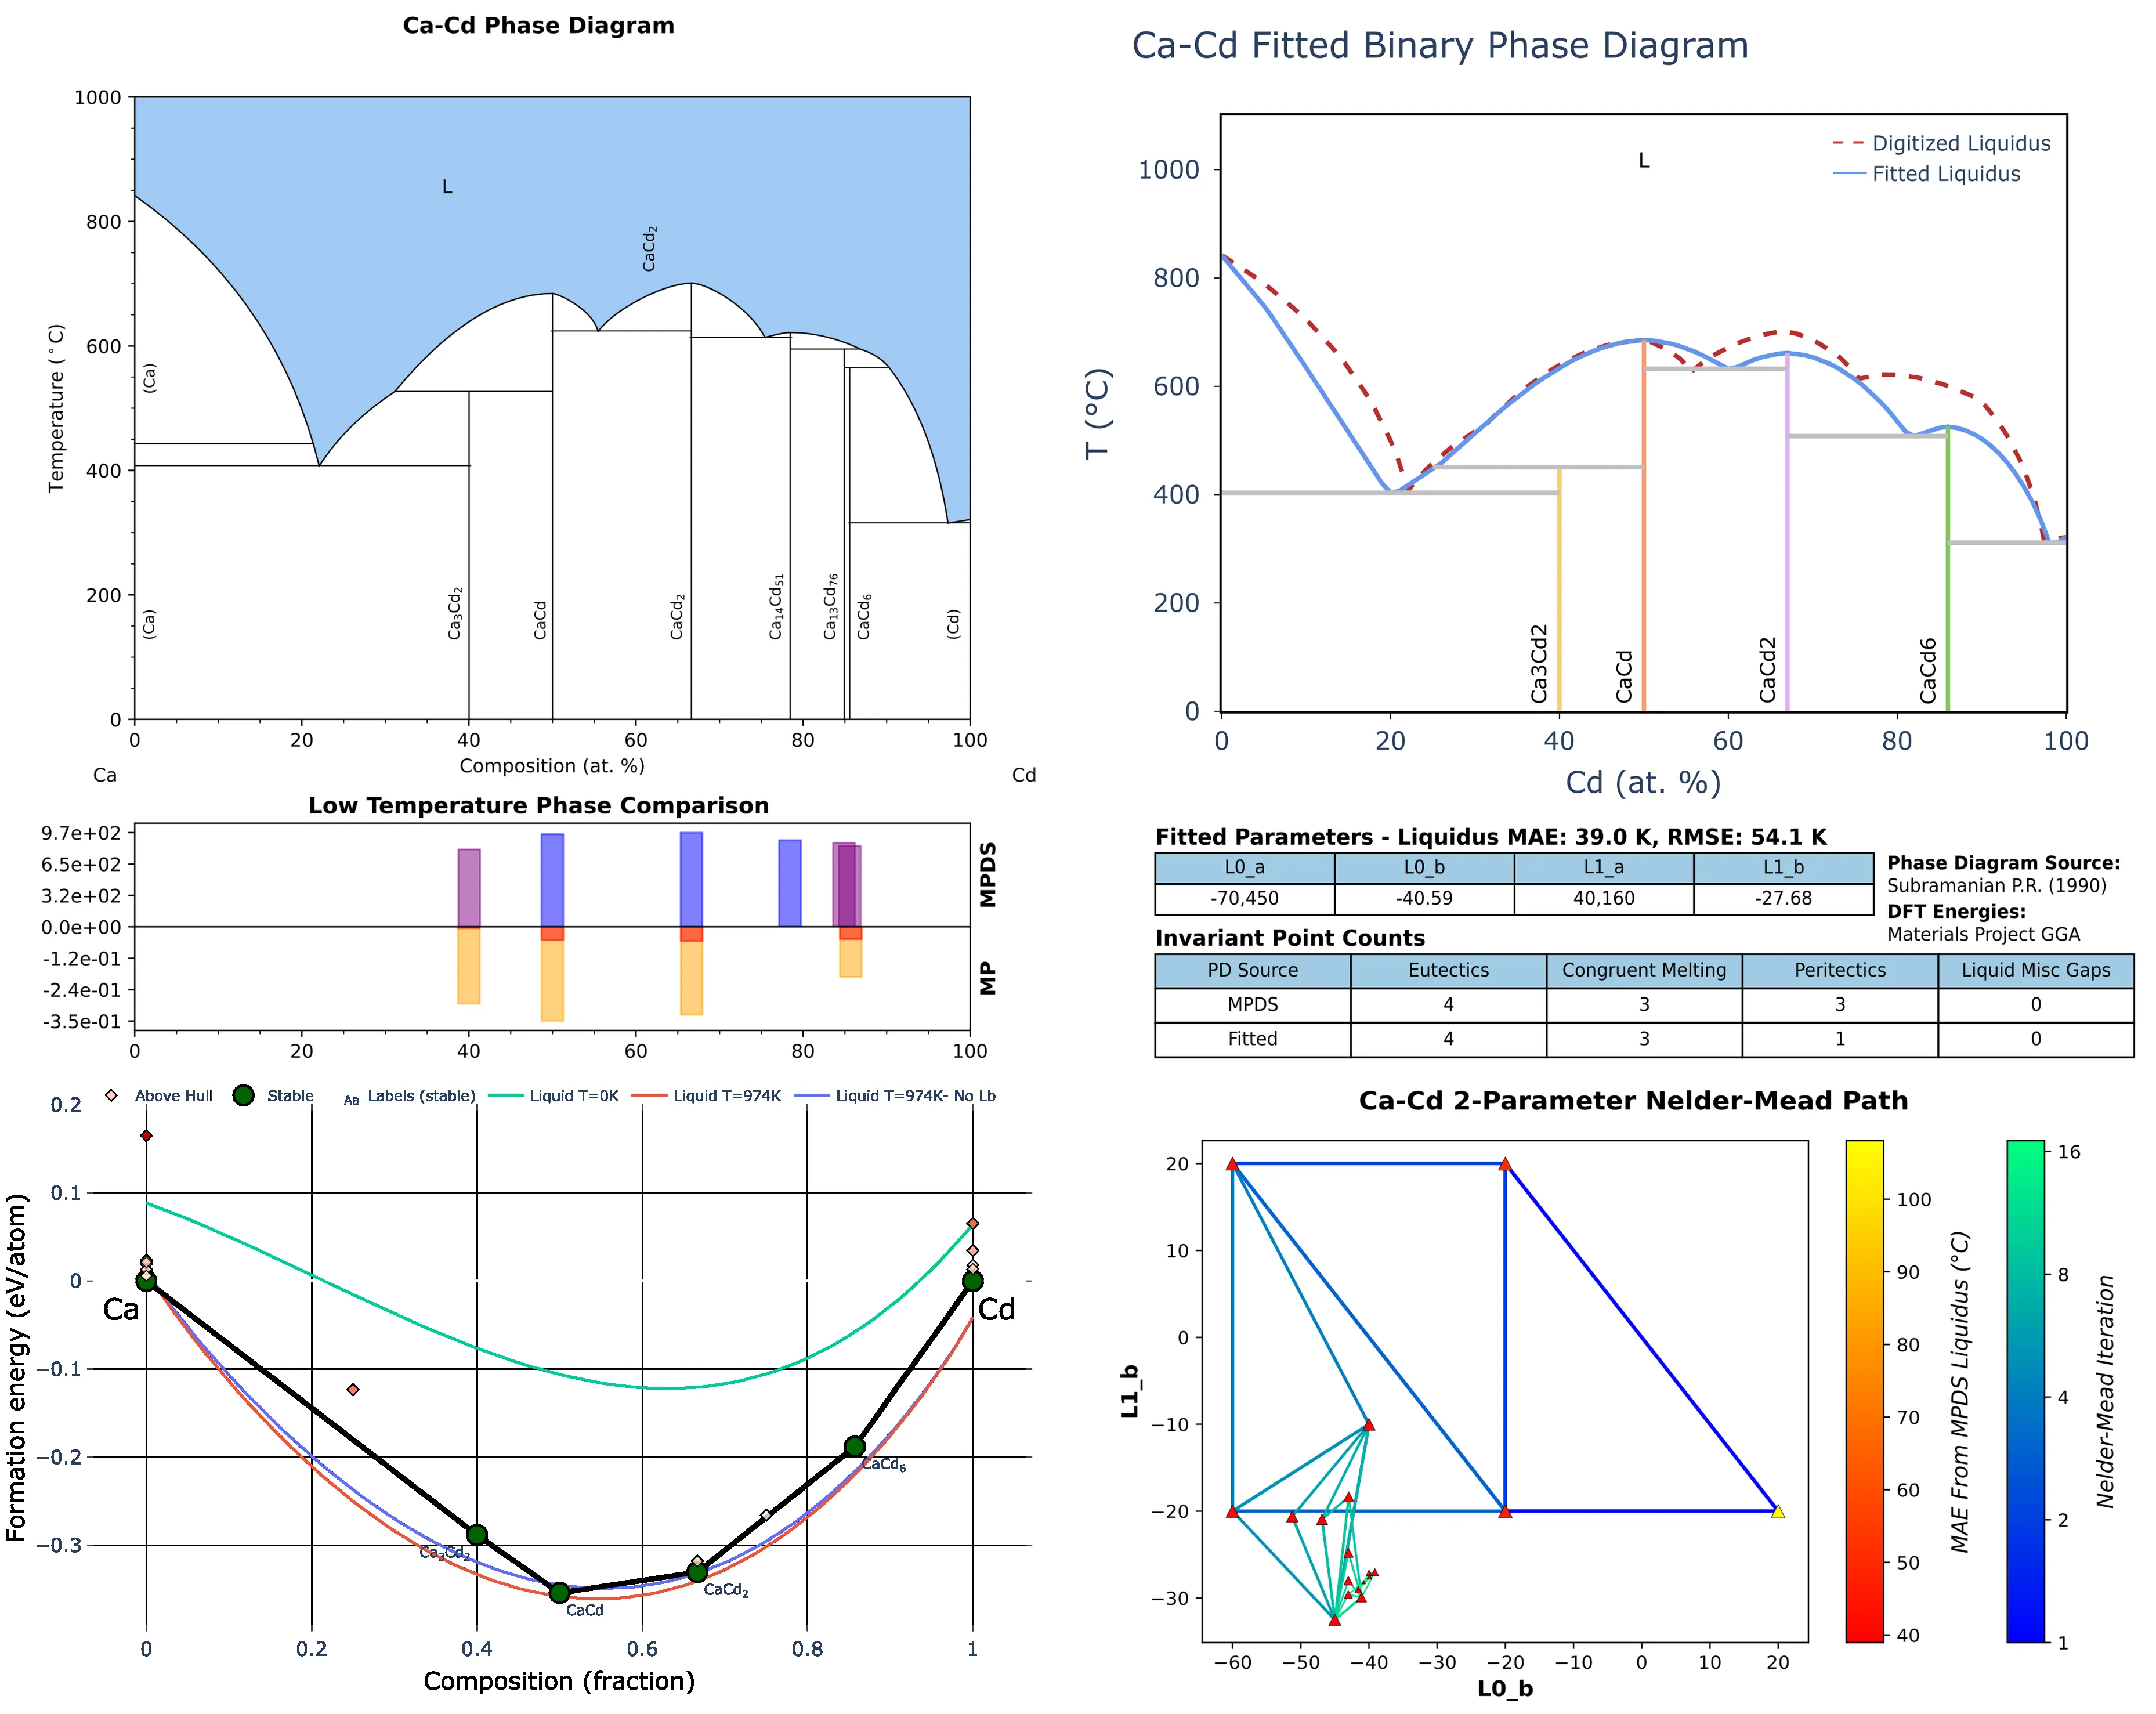 Ca-Cd Phase Diagram
1000
800
600
400
200
0
Temperature (°C)
L
CaCd2
(Ca)
(Ca)
Ca3Cd2
CaCd
CaCd2
Ca14Cd51
Ca13Cd76
CaCd6
(Cd)
0 20 40 60 80 100
Composition (at. %)
Ca Cd
Ca-Cd Fitted Binary Phase Diagram
L
Digitized Liquidus
Fitted Liquidus
1000
800
600
400
200
0
T (°C)
Ca3Cd2
CaCd
CaCd2
CaCd6
0 20 40 60 80 100
Cd (at. %)
Low Temperature Phase Comparison
9.7e+02
6.5e+02
3.2e+02
0.0e+00
-1.2e-01
-2.4e-01
-3.5e-01
MPDS
MP
0 20 40 60 80 100
Fitted Parameters - Liquidus MAE: 39.0 K, RMSE: 54.1 K
L0_a L0_b L1_a L1_b
-70,450 -40.59 40,160 -27.68
Phase Diagram Source:
Subramanian P.R. (1990)
DFT Energies:
Materials Project GGA
Invariant Point Counts
PD Source Eutectics Congruent Melting Peritectics Liquid Misc Gaps
MPDS 4 3 3 0
Fitted 4 3 1 0
Above Hull Stable Aa Labels (stable) Liquid T=0K Liquid T=974K Liquid T=974K- No Lb
0.2
0.1
0
−0.1
−0.2
−0.3
Formation energy (eV/atom)
Ca
Cd
Ca3Cd2
CaCd
CaCd2
CaCd6
0 0.2 0.4 0.6 0.8 1
Composition (fraction)
Ca-Cd 2-Parameter Nelder-Mead Path
20
10
0
−10
−20
−30
L1_b
−60 −50 −40 −30 −20 −10 0 10 20
L0_b
100
90
80
70
60
50
40
MAE From MPDS Liquidus (°C)
16
8
4
2
1
Nelder-Mead Iteration